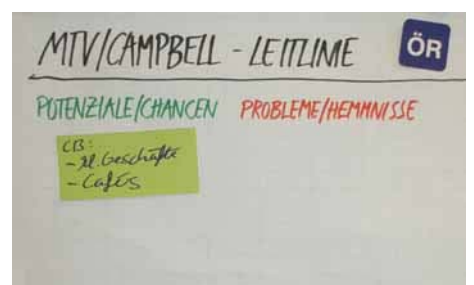 MTV/CAMPBELL - LEITLINIE ÖR
POTENZIALE/CHANCEN PROBLEME/HEMMNISSE
CB:
- kl. Geschäfte
- Cafés